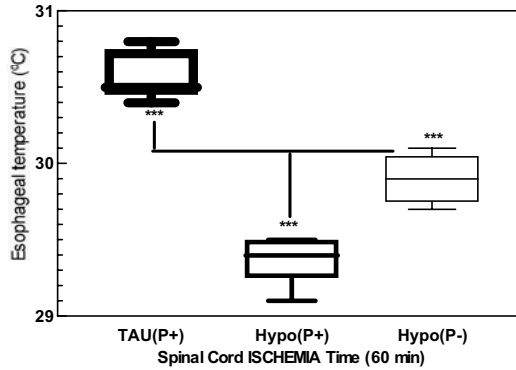 Esophageal temperature (ºC)
31
30
29
***
***
***
TAU(P+) Hypo(P+) Hypo(P-)
Spinal Cord ISCHEMIA Time (60 min)